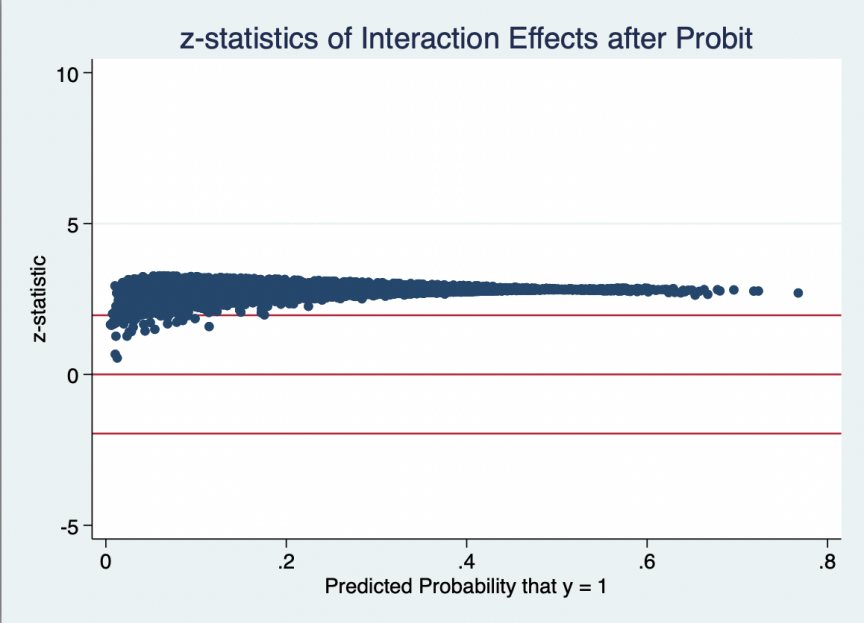 z-statistics of Interaction Effects after Probit
10
5
0
-5
z-statistic
0 .2 .4 .6 .8
Predicted Probability that y = 1